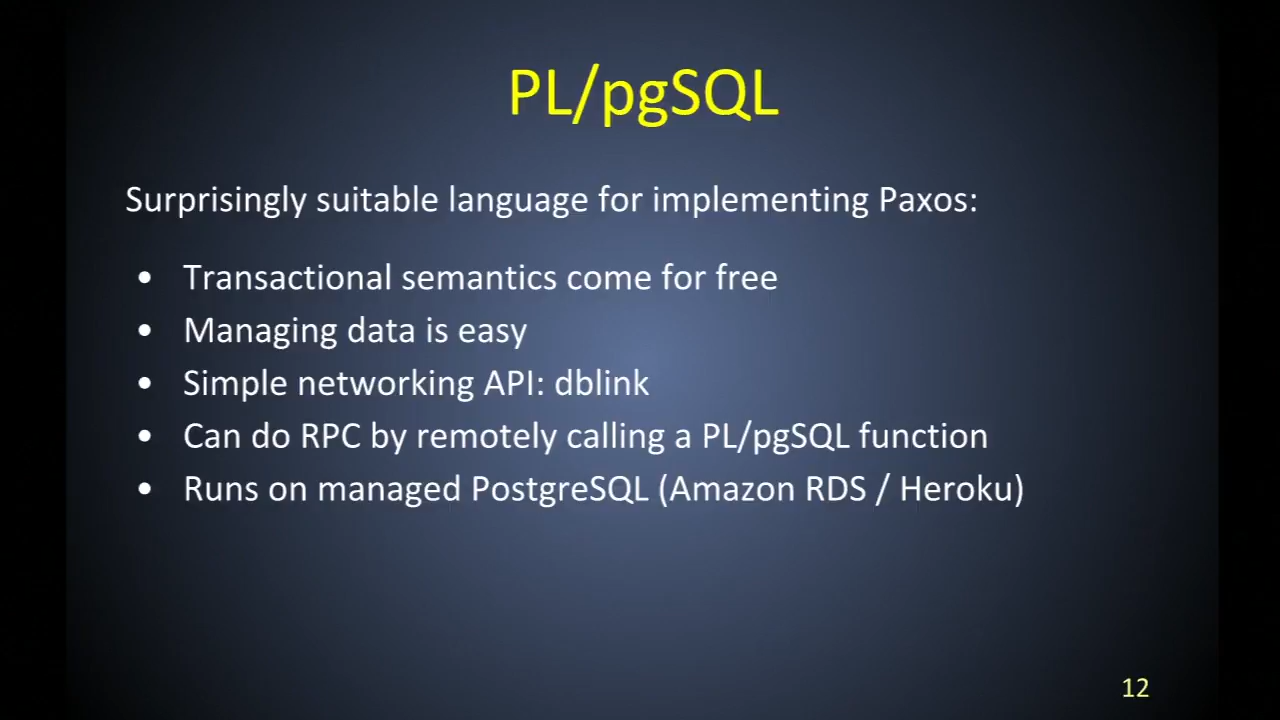 PL/pgSQL
Surprisingly suitable language for implementing Paxos:
• Transactional semantics come for free
• Managing data is easy
• Simple networking API: dblink
• Can do RPC by remotely calling a PL/pgSQL function
• Runs on managed PostgreSQL (Amazon RDS / Heroku)
12